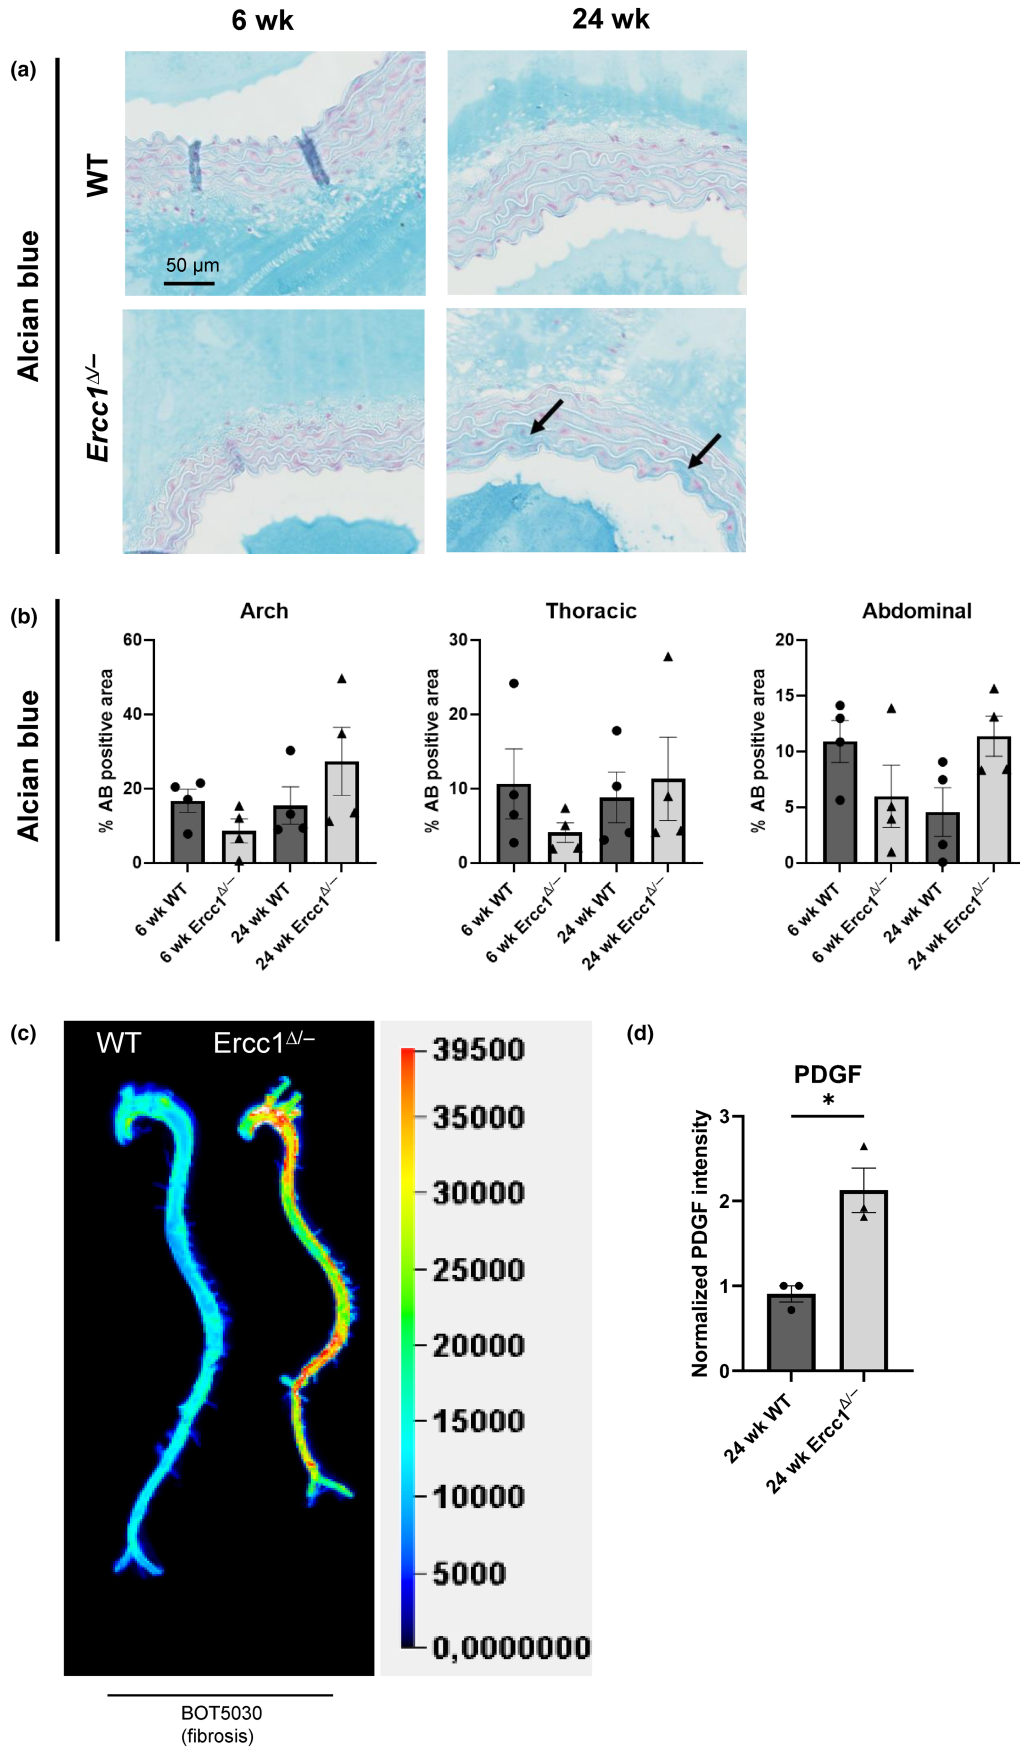 6 wk
24 wk
(a)
Alcian blue
WT
50 µm
Ercc1Δ/–
(b)
Alcian blue
Arch
% AB positive area
60
40
20
0
6 wk WT
6 wk Ercc1Δ/–
24 wk WT
24 wk Ercc1Δ/–
Thoracic
% AB positive area
30
20
10
0
6 wk WT
6 wk Ercc1Δ/–
24 wk WT
24 wk Ercc1Δ/–
Abdominal
% AB positive area
20
15
10
5
0
6 wk WT
6 wk Ercc1Δ/–
24 wk WT
24 wk Ercc1Δ/–
(c)
WT
Ercc1Δ/–
39500
35000
30000
25000
20000
15000
10000
5000
0,0000000
BOT5030
(fibrosis)
(d)
PDGF
*
Normalized PDGF intensity
3
2
1
0
24 wk WT
24 wk Ercc1Δ/–